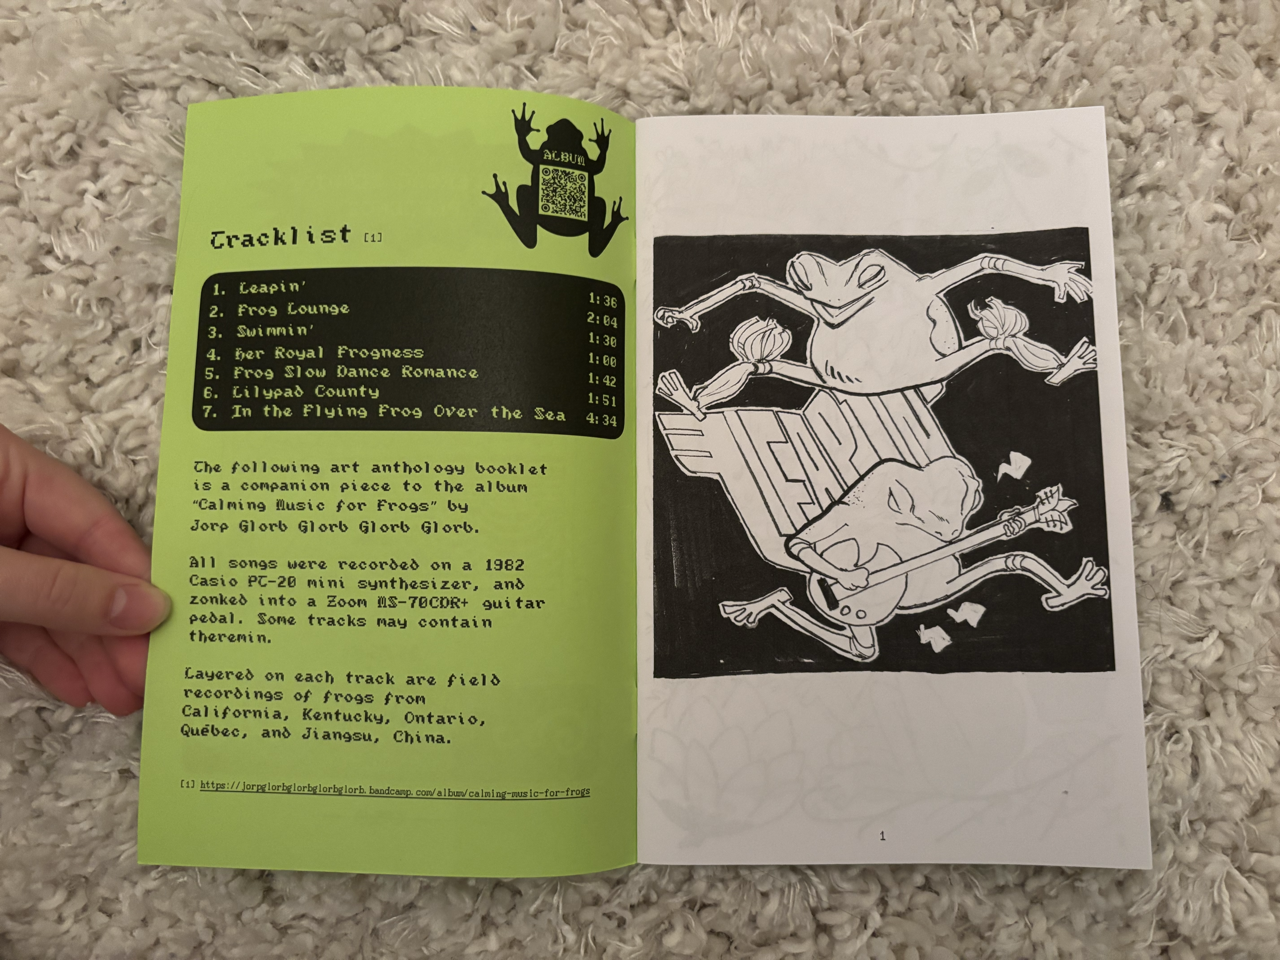 ALBUM
Tracklist [1]
1. Leapin' 1:36
2. Frog Lounge 2:04
3. Swimmin' 1:30
4. Her Royal Frogness 1:00
5. Frog Slow Dance Romance 1:42
6. Lilypad County 1:51
7. In the Flying Frog Over the Sea 4:34
The following art anthology booklet
is a companion piece to the album
“Calming Music for Frogs” by
Jorp Glorb Glorb Glorb Glorb.
All songs were recorded on a 1982
Casio PT-20 mini synthesizer, and
zonked into a Zoom MS-70CDR+ guitar
pedal. Some tracks may contain
theremin.
Layered on each track are field
recordings of frogs from
California, Kentucky, Ontario,
Québec, and Jiangsu, China.
[1] https://jorpglorbglorbglorbglorb.bandcamp.com/album/calming-music-for-frogs
1